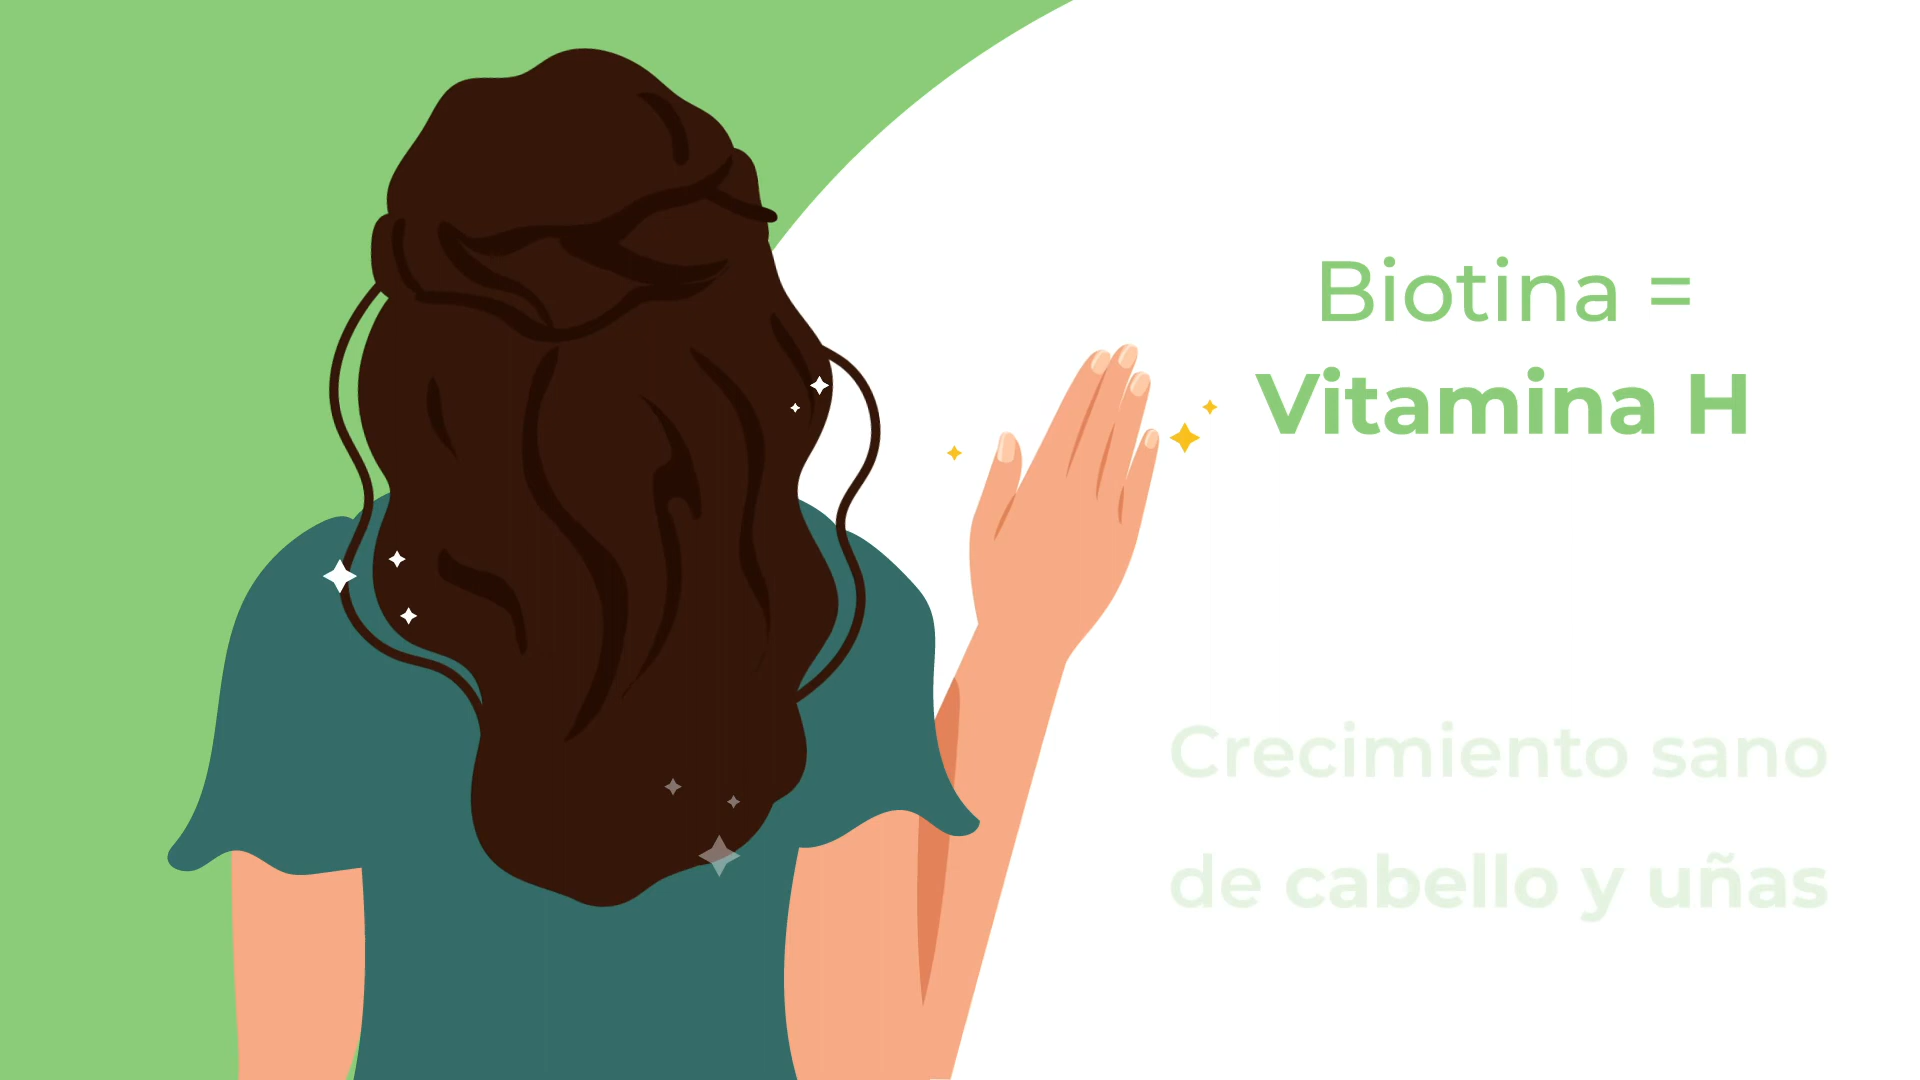 Biotina =
Vitamina H
Crecimiento sano
de cabello y uñas